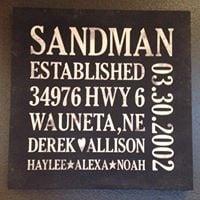 SANDMAN
ESTABLISHED
34976 HWY 6
WAUNETA, NE
DEREK♥ALLISON
HAYLEE★ALEXA★NOAH
03.30.2002